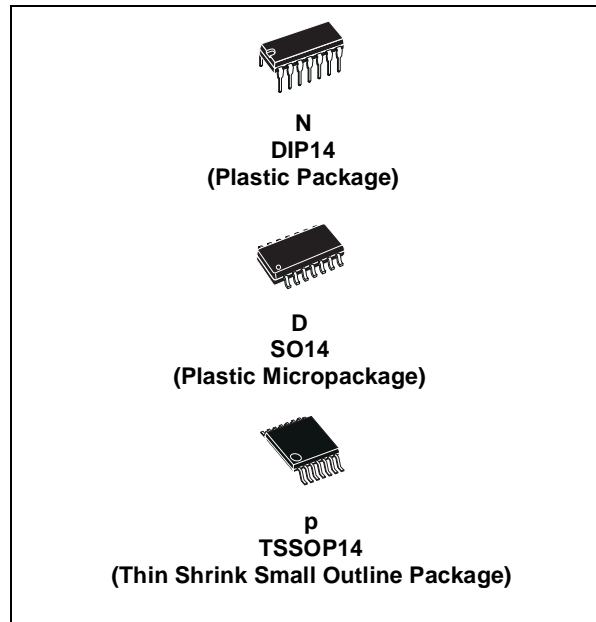 N
DIP14
(Plastic Package)
D
SO14
(Plastic Micropackage)
p
TSSOP14
(Thin Shrink Small Outline Package)